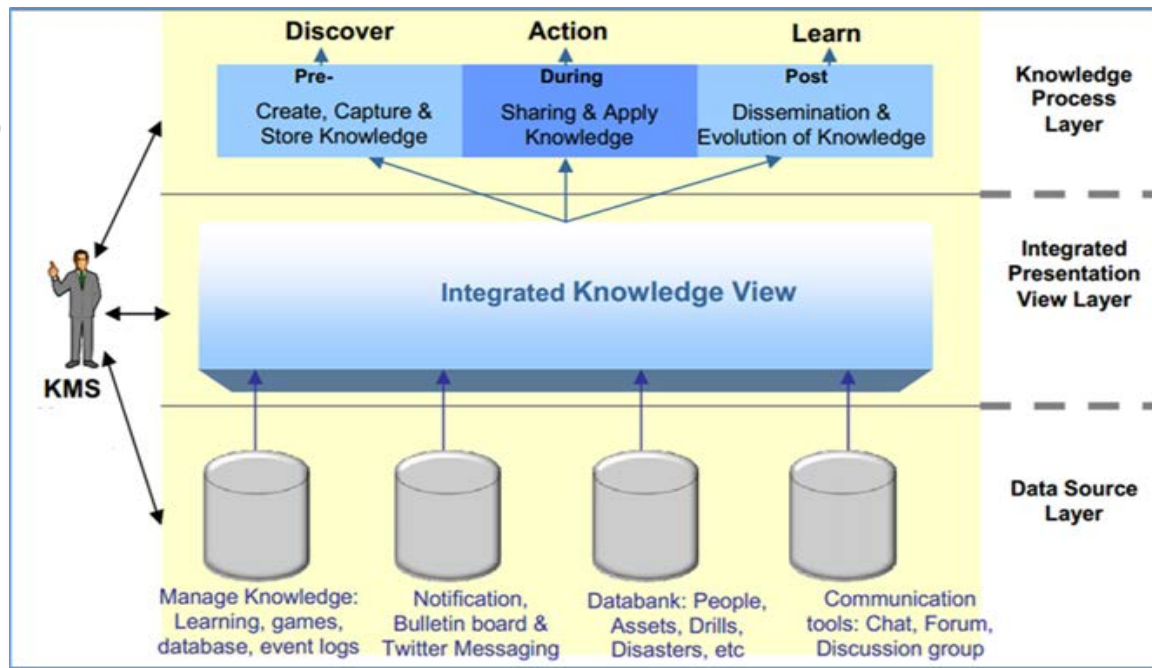 Discover
Action
Learn
Pre-
During
Post
Create, Capture &
Store Knowledge
Sharing & Apply
Knowledge
Dissemination &
Evolution of Knowledge
Knowledge
Process
Layer
Integrated Knowledge View
Integrated
Presentation
View Layer
KMS
Data Source
Layer
Manage Knowledge:
Learning, games,
database, event logs
Notification,
Bulletin board &
Twitter Messaging
Databank: People,
Assets, Drills,
Disasters, etc
Communication
tools: Chat, Forum,
Discussion group